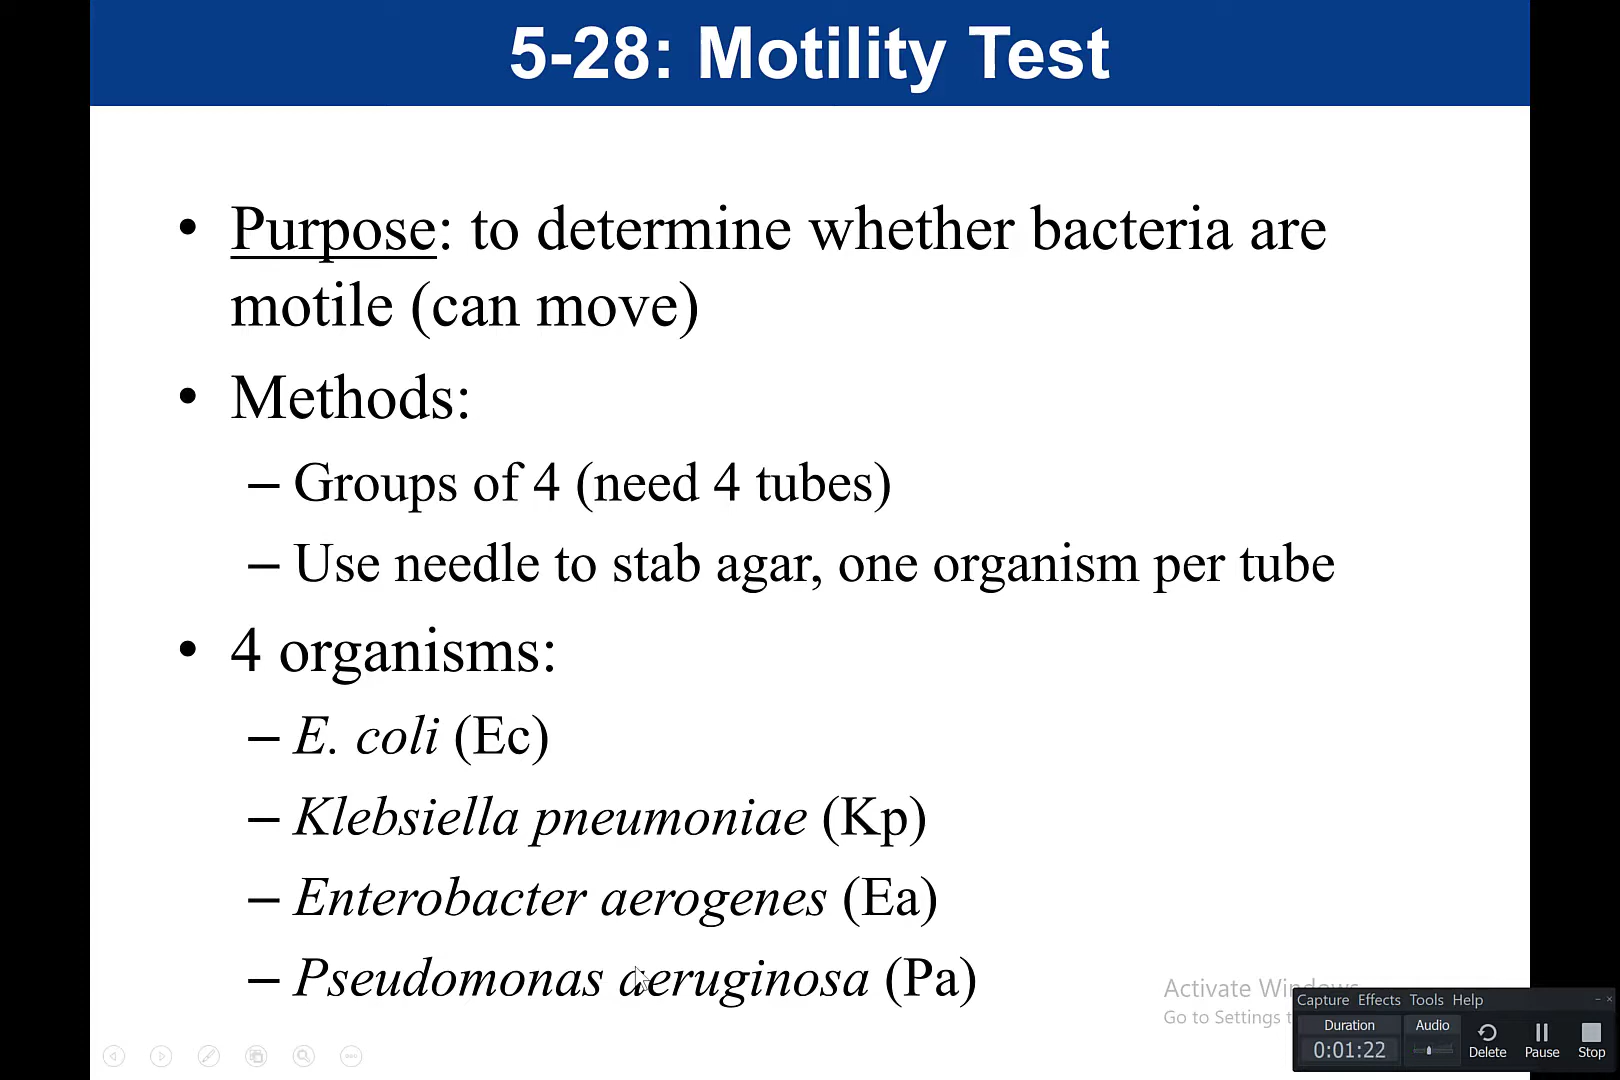 5-28: Motility Test
• Purpose: to determine whether bacteria are
motile (can move)
• Methods:
– Groups of 4 (need 4 tubes)
– Use needle to stab agar, one organism per tube
• 4 organisms:
– E. coli (Ec)
– Klebsiella pneumoniae (Kp)
– Enterobacter aerogenes (Ea)
– Pseudomonas aeruginosa (Pa)
Activate Windows
Go to Settings
Capture Effects Tools Help
Duration Audio
0:01:22 Delete Pause Stop